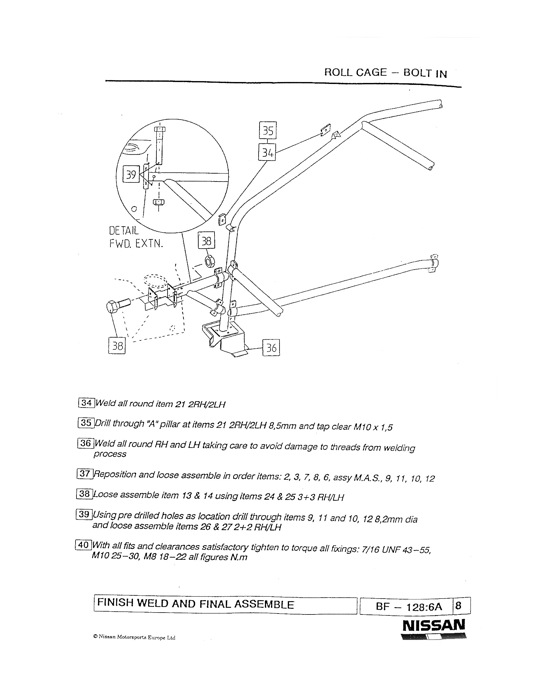 ROLL CAGE – BOLT IN
35
34
39
DETAIL
FWD. EXTN.
38
38
36
34 Weld all round item 21 2RH/2LH
35 Drill through "A" pillar at items 21 2RH/2LH 8,5mm and tap clear M10 x 1,5
36 Weld all round RH and LH taking care to avoid damage to threads from welding
process
37 Reposition and loose assemble in order items: 2, 3, 7, 8, 6, assy M.A.S., 9, 11, 10, 12
38 Loose assemble item 13 & 14 using items 24 & 25 3+3 RH/LH
39 Using pre drilled holes as location drill through items 9, 11 and 10, 12 8,2mm dia
and loose assemble items 26 & 27 2+2 RH/LH
40 With all fits and clearances satisfactory tighten to torque all fixings: 7/16 UNF 43–55,
M10 25–30, M8 18–22 all figures N.m
FINISH WELD AND FINAL ASSEMBLE
BF – 128:6A 8
NISSAN
© Nissan Motorsports Europe Ltd